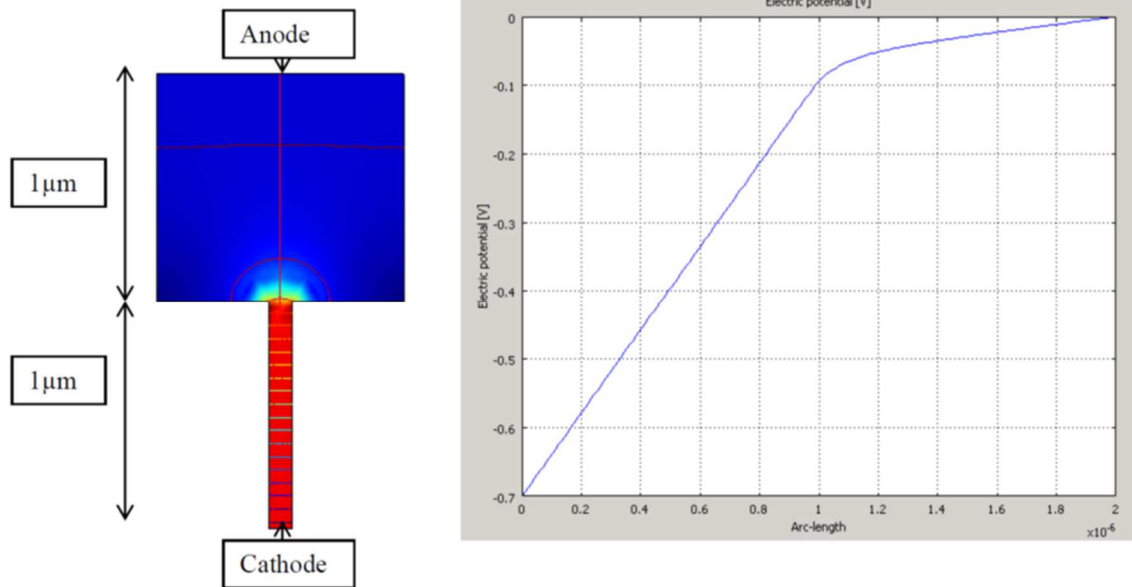 Anode
1µm
1µm
Cathode
Electric potential [V]
Electric potential [V]
0
-0.1
-0.2
-0.3
-0.4
-0.5
-0.6
-0.7
0
0.2
0.4
0.6
0.8
1
1.2
1.4
1.6
1.8
2
Arc-length
×10⁻⁶